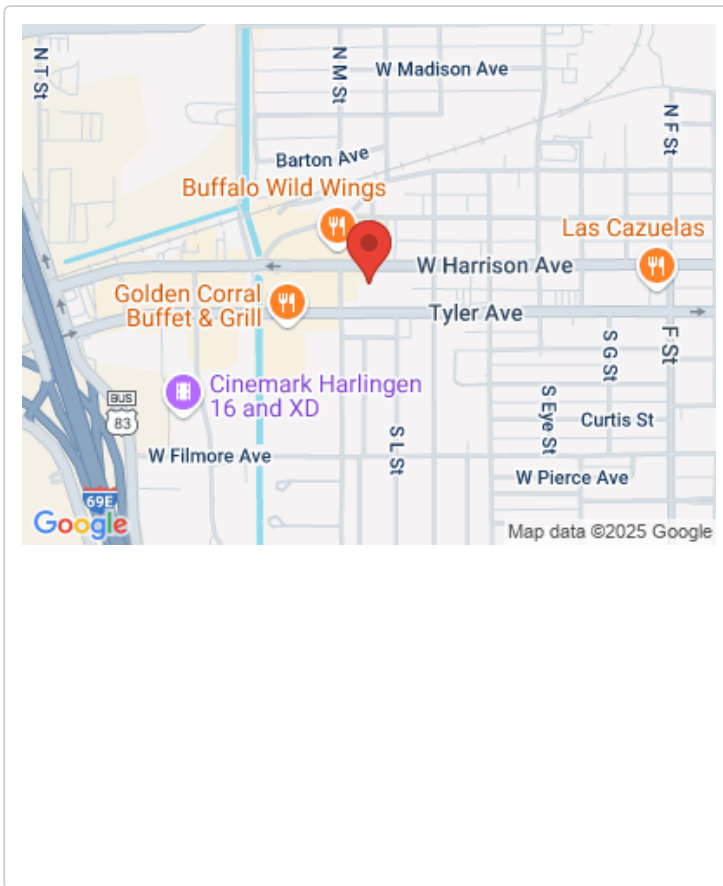 N T St
N M St
W Madison Ave
N F St
Barton Ave
Buffalo Wild Wings
Las Cazuelas
W Harrison Ave
Golden Corral
Buffet & Grill
Tyler Ave
S G St
F St
Cinemark Harlingen
16 and XD
BUS
83
S Eye St
Curtis St
S L St
W Filmore Ave
W Pierce Ave
69E
Google
Map data ©2025 Google